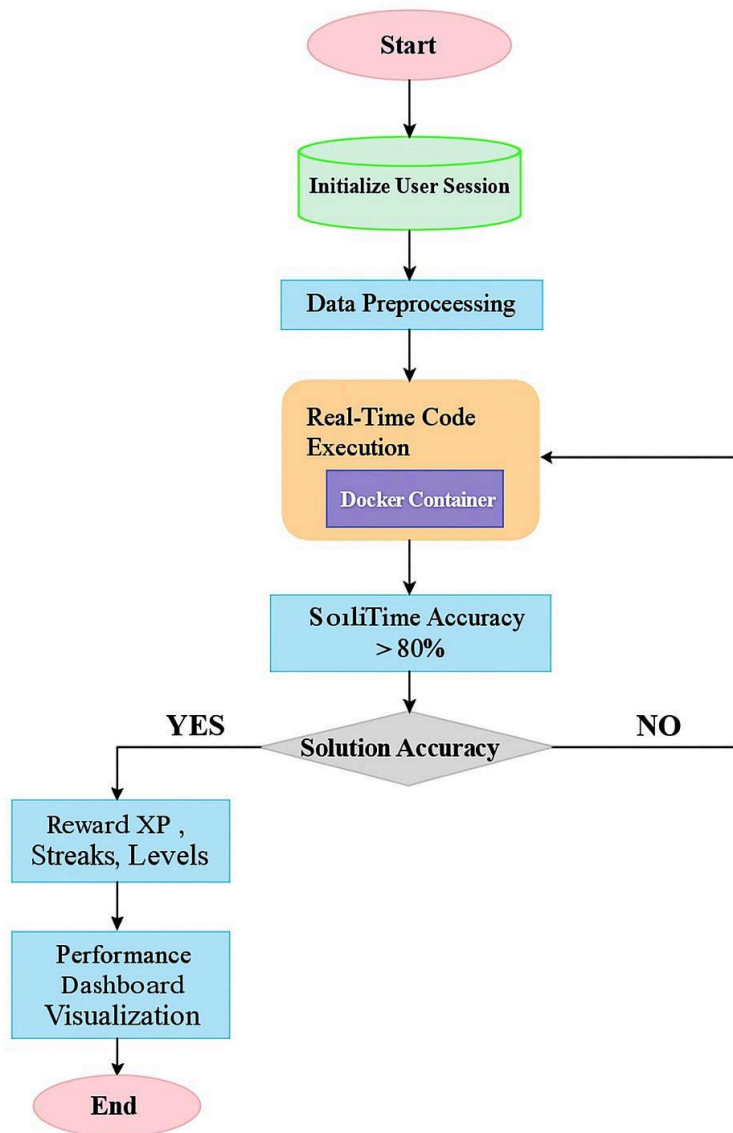 Start
Initialize User Session
Data Preproceessing
Real-Time Code
Execution
Docker Container
So1liTime Accuracy
> 80%
YES
Solution Accuracy
NO
Reward XP ,
Streaks, Levels
Performance
Dashboard
Visualization
End